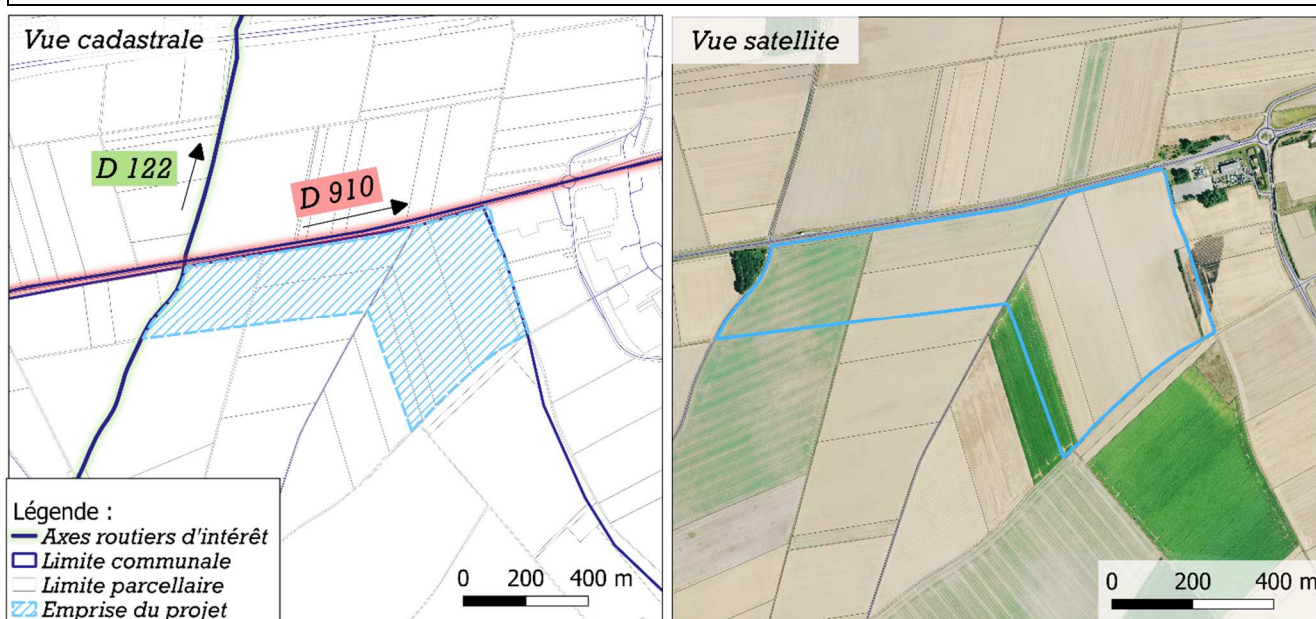 Vue cadastrale
D 122
D 910
Légende :
Axes routiers d'intérêt
Limite communale
Limite parcellaire
Emprise du projet
0 200 400 m
Vue satellite
0 200 400 m